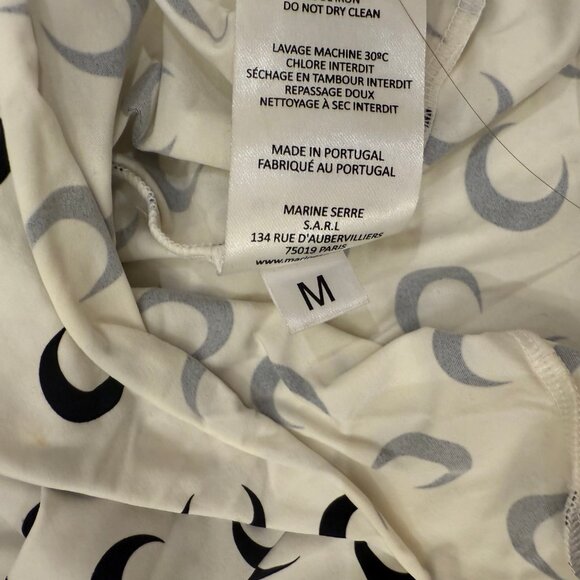 DO NOT DRY CLEAN
LAVAGE MACHINE 30ºC
CHLORE INTERDIT
SÉCHAGE EN TAMBOUR INTERDIT
REPASSAGE DOUX
NETTOYAGE À SEC INTERDIT
MADE IN PORTUGAL
FABRIQUÉ AU PORTUGAL
MARINE SERRE
S.A.R.L
134 RUE D'AUBERVILLIERS
75019 PARIS
M